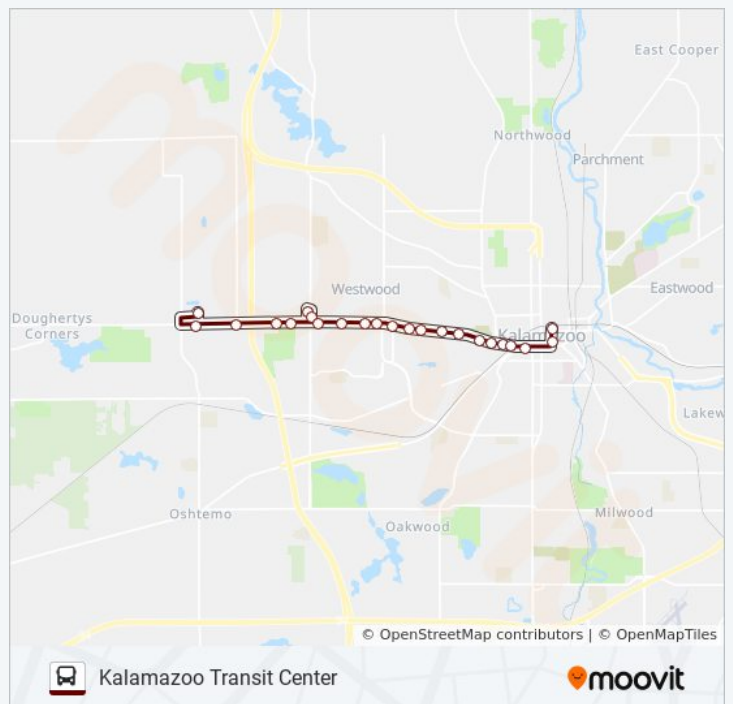 East Cooper
Northwood
Parchment
Westwood
Eastwood
Doughertys
Corners
Kalamazoo
Lakew
Oshtemo
Milwood
Oakwood
© OpenStreetMap contributors | © OpenMapTiles
Kalamazoo Transit Center
moovit
moovit